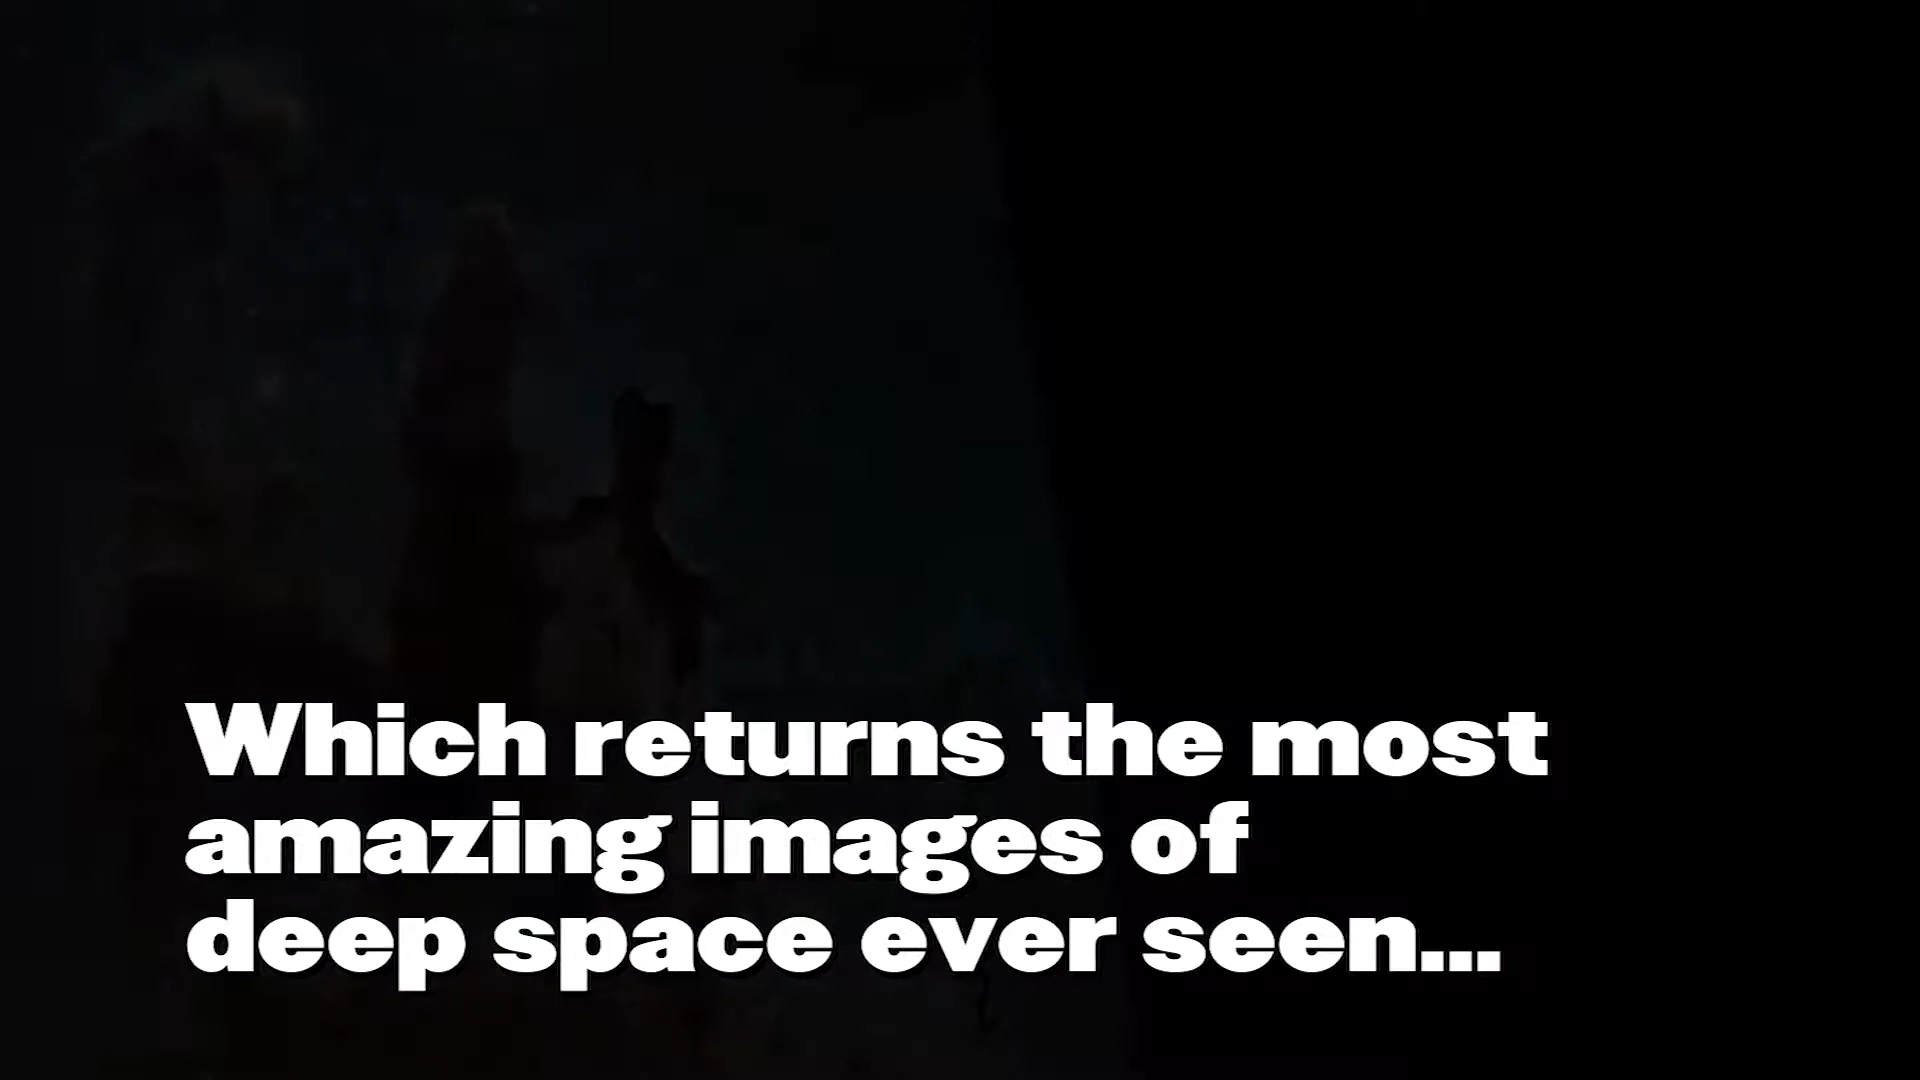 Which returns the most
amazing images of
deep space ever seen...